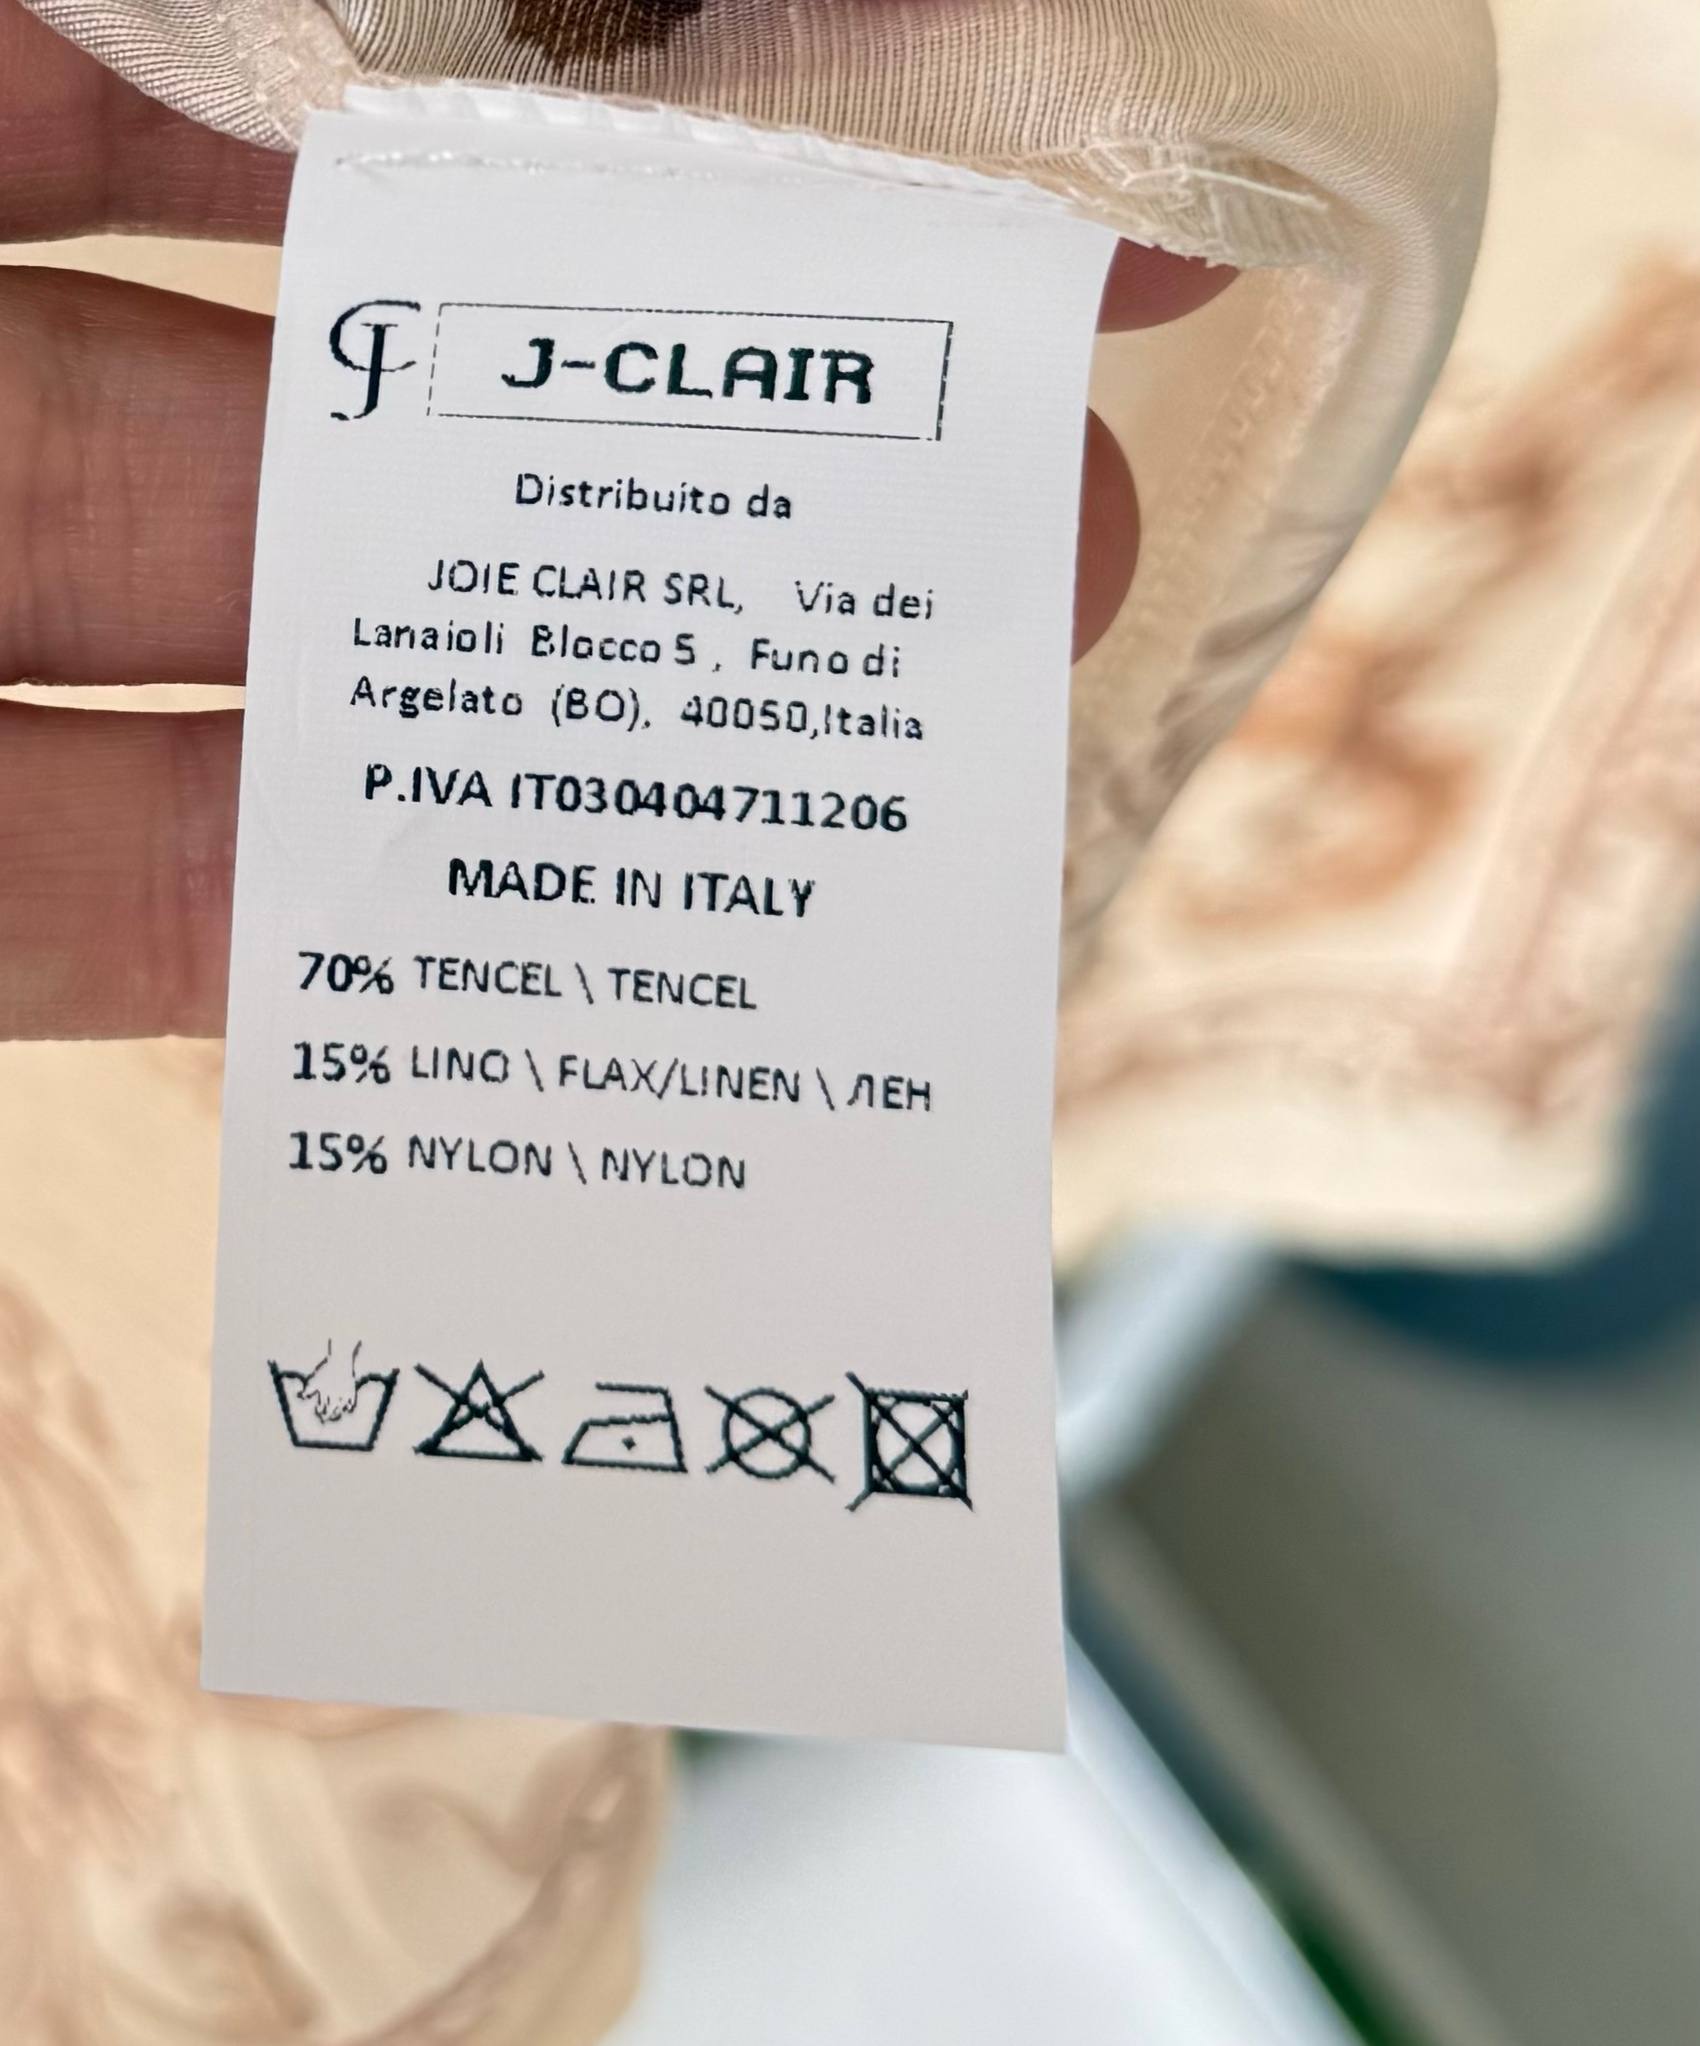 CJ J-CLAIR
Distribuito da
JOIE CLAIR SRL, Via dei
Lanaioli Blocco 5 , Funo di
Argelato (BO), 40050,Italia
P.IVA IT030404711206
MADE IN ITALY
70% TENCEL \ TENCEL
15% LINO \ FLAX/LINEN \ ЛЕН
15% NYLON \ NYLON